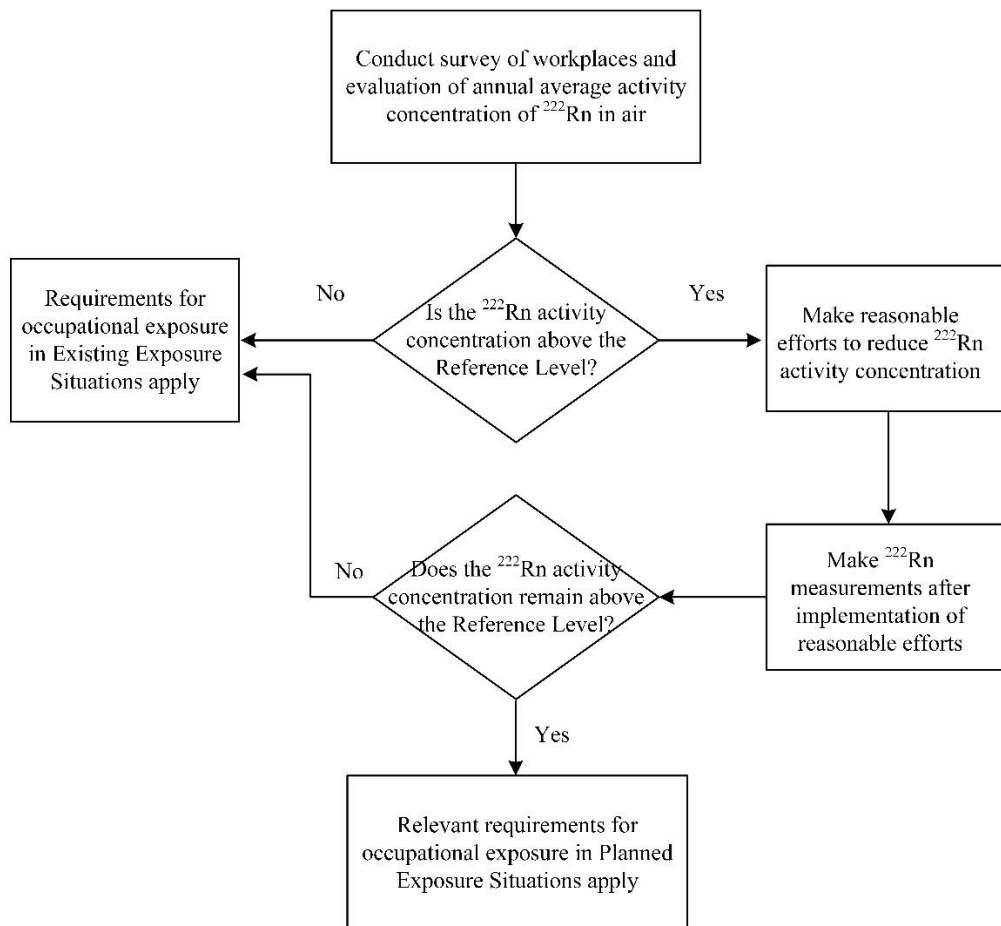 Conduct survey of workplaces and
evaluation of annual average activity
concentration of ²²²Rn in air
No
Yes
Requirements for
occupational exposure
in Existing Exposure
Situations apply
Is the ²²²Rn activity
concentration above the
Reference Level?
Make reasonable
efforts to reduce ²²²Rn
activity concentration
No
Does the ²²²Rn activity
concentration remain above
the Reference Level?
Make ²²²Rn
measurements after
implementation of
reasonable efforts
Yes
Relevant requirements for
occupational exposure in Planned
Exposure Situations apply